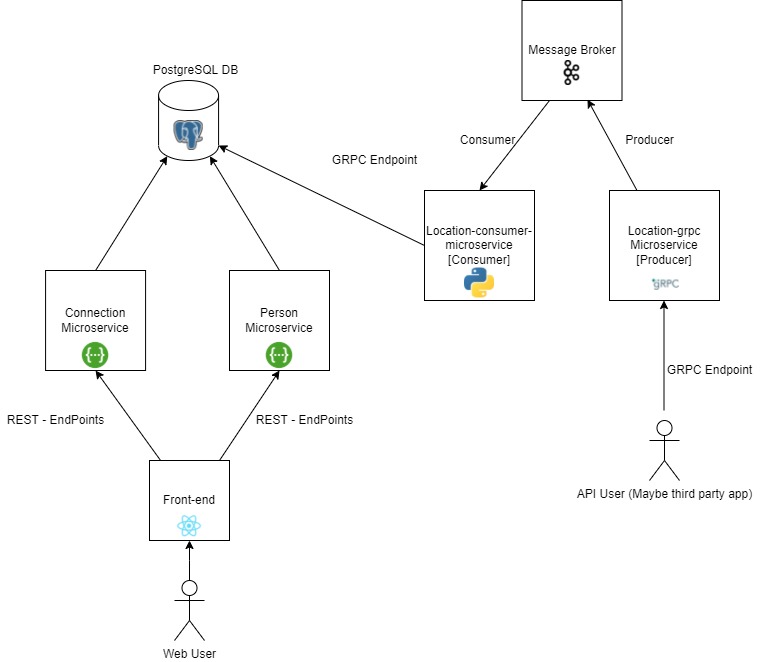 Message Broker
PostgreSQL DB
Consumer
Producer
GRPC Endpoint
Location-consumer-
microservice
[Consumer]
Location-grpc
Microservice
[Producer]
gRPC
Connection
Microservice
{···}
Person
Microservice
{···}
GRPC Endpoint
REST - EndPoints
REST - EndPoints
Front-end
API User (Maybe third party app)
Web User